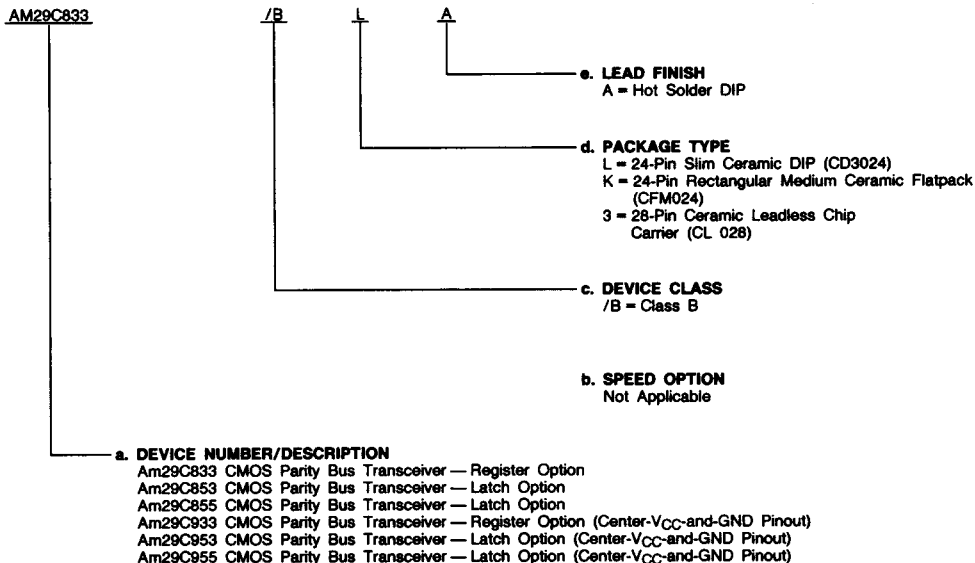 AM29C833 /B L A
e. LEAD FINISH
A = Hot Solder DIP
d. PACKAGE TYPE
L = 24-Pin Slim Ceramic DIP (CD3024)
K = 24-Pin Rectangular Medium Ceramic Flatpack
(CFM024)
3 = 28-Pin Ceramic Leadless Chip
Carrier (CL 028)
c. DEVICE CLASS
/B = Class B
b. SPEED OPTION
Not Applicable
a. DEVICE NUMBER/DESCRIPTION
Am29C833 CMOS Parity Bus Transceiver — Register Option
Am29C853 CMOS Parity Bus Transceiver — Latch Option
Am29C855 CMOS Parity Bus Transceiver — Latch Option
Am29C933 CMOS Parity Bus Transceiver — Register Option (Center-VCC-and-GND Pinout)
Am29C953 CMOS Parity Bus Transceiver — Latch Option (Center-VCC-and-GND Pinout)
Am29C955 CMOS Parity Bus Transceiver — Latch Option (Center-VCC-and-GND Pinout)